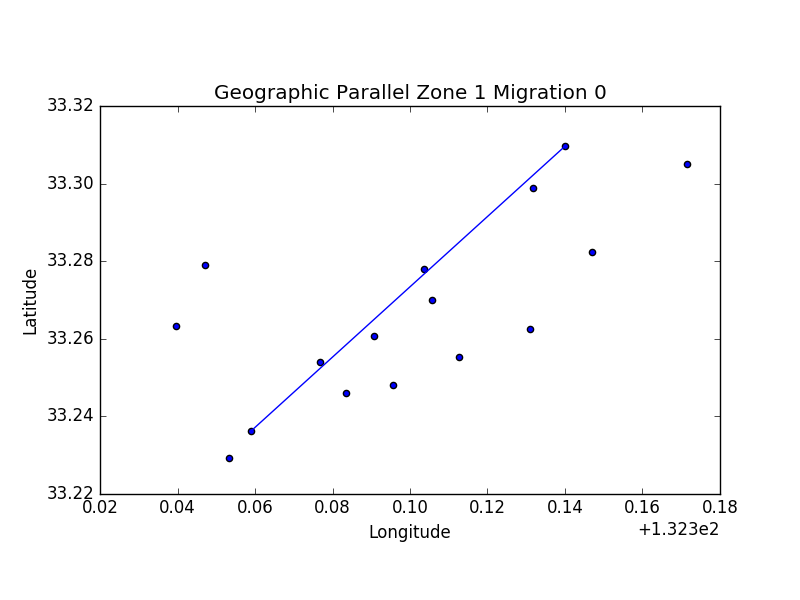 Geographic Parallel Zone 1 Migration 0
33.32
33.30
33.28
33.26
33.24
33.22
Latitude
0.02 0.04 0.06 0.08 0.10 0.12 0.14 0.16 0.18
Longitude
+1.323e2